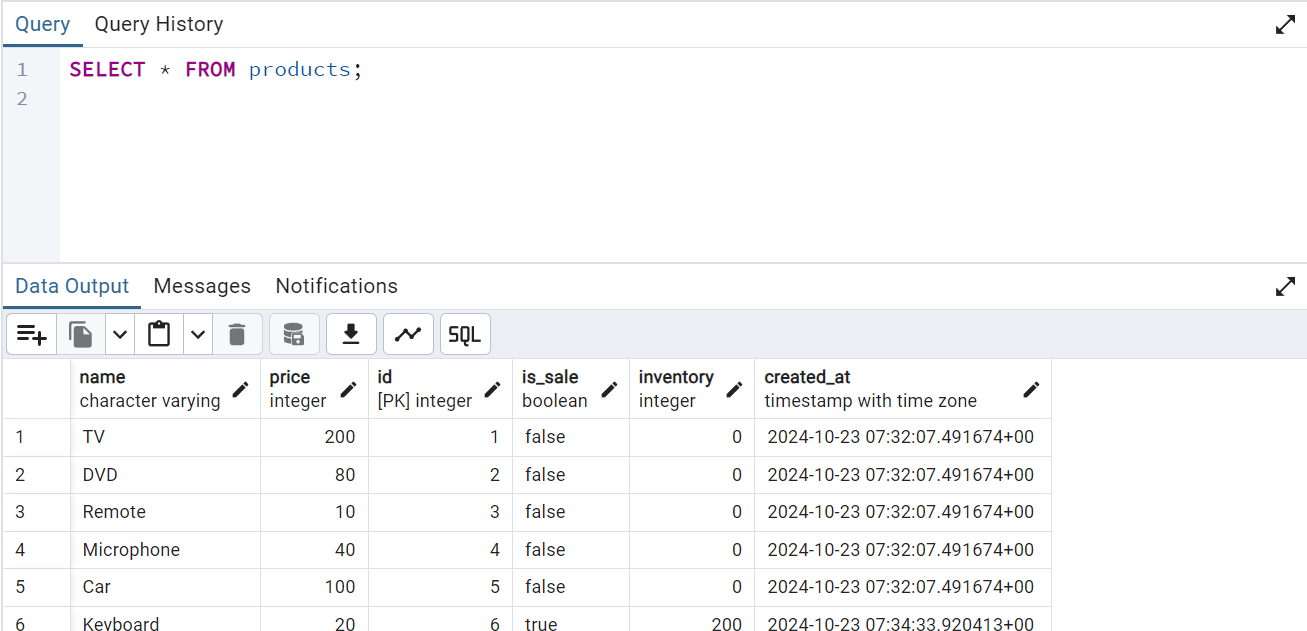 Query Query History
1 SELECT * FROM products;
2
Data Output Messages Notifications
SQL
name price id is_sale inventory created_at
character varying integer [PK] integer boolean integer timestamp with time zone
1 TV 200 1 false 0 2024-10-23 07:32:07.491674+00
2 DVD 80 2 false 0 2024-10-23 07:32:07.491674+00
3 Remote 10 3 false 0 2024-10-23 07:32:07.491674+00
4 Microphone 40 4 false 0 2024-10-23 07:32:07.491674+00
5 Car 100 5 false 0 2024-10-23 07:32:07.491674+00
6 Keyboard 20 6 true 200 2024-10-23 07:34:33.920413+00